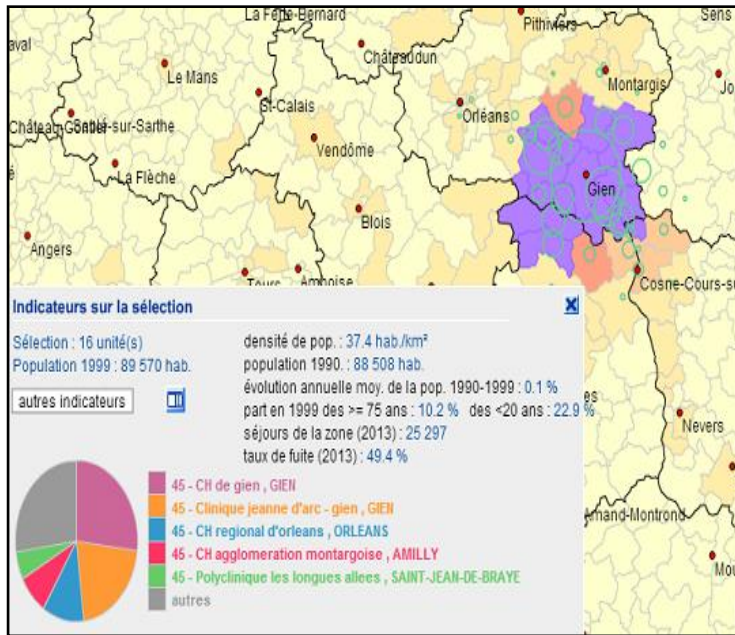 La Ferté-Bernard
Pithiviers
Sens
Châteaudun
Le Mans
Montargis
Orléans
St-Calais
Sablé-sur-Sarthe
Vendôme
La Flèche
Gien
Blois
Angers
Tours
Amboise
Cosne-Cours-su
Indicateurs sur la sélection
Sélection : 16 unité(s)
Population 1999 : 89 570 hab.
autres indicateurs
densité de pop. : 37.4 hab./km²
population 1990. : 88 508 hab.
évolution annuelle moy. de la pop. 1990-1999 : 0.1 %
part en 1999 des >= 75 ans : 10.2 % des <20 ans : 22.9 %
séjours de la zone (2013) : 25 297
taux de fuite (2013) : 49.4 %
es
Nevers
45 - CH de gien , GIEN
45 - Clinique jeanne d'arc - gien , GIEN
45 - CH regional d'orleans , ORLEANS
45 - CH agglomeration montargoise , AMILLY
45 - Polyclinique les longues allees , SAINT-JEAN-DE-BRAYE
autres
Amand-Montrond
Mou